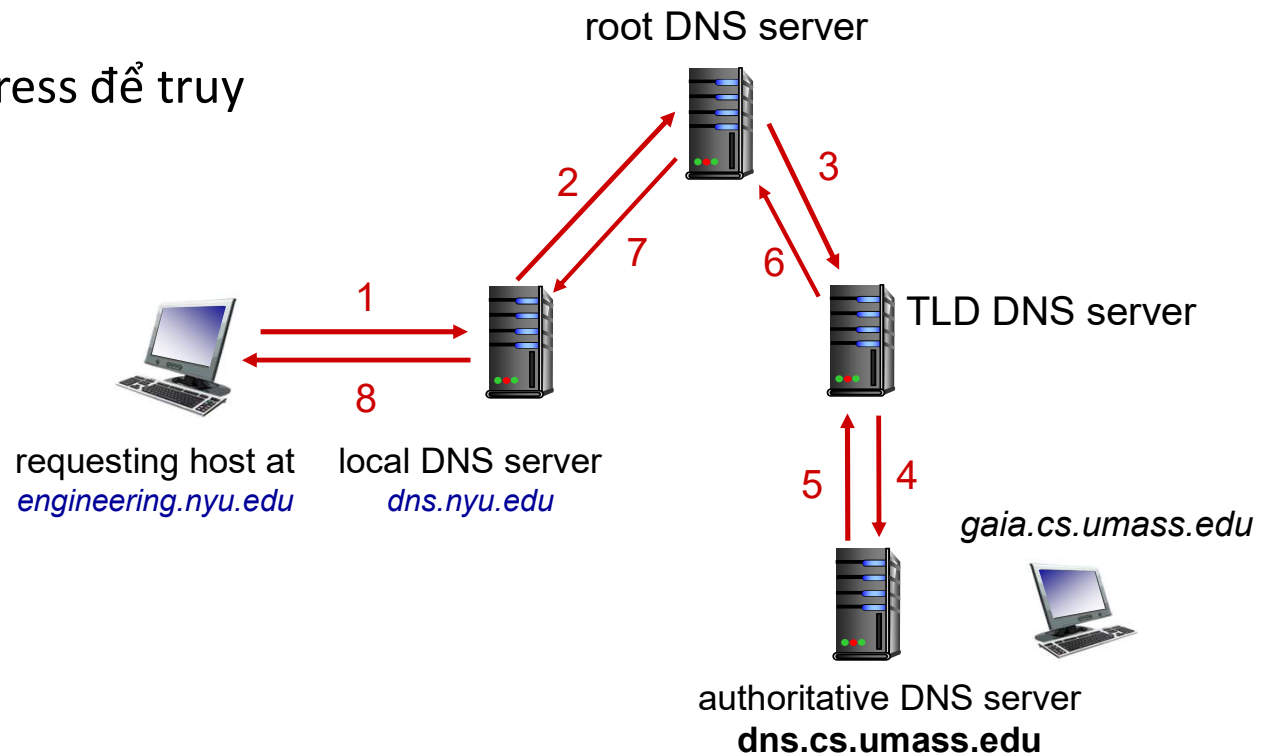 root DNS server
ress để truy
2
3
7
6
1
TLD DNS server
8
requesting host at
engineering.nyu.edu
local DNS server
dns.nyu.edu
5
4
gaia.cs.umass.edu
authoritative DNS server
dns.cs.umass.edu